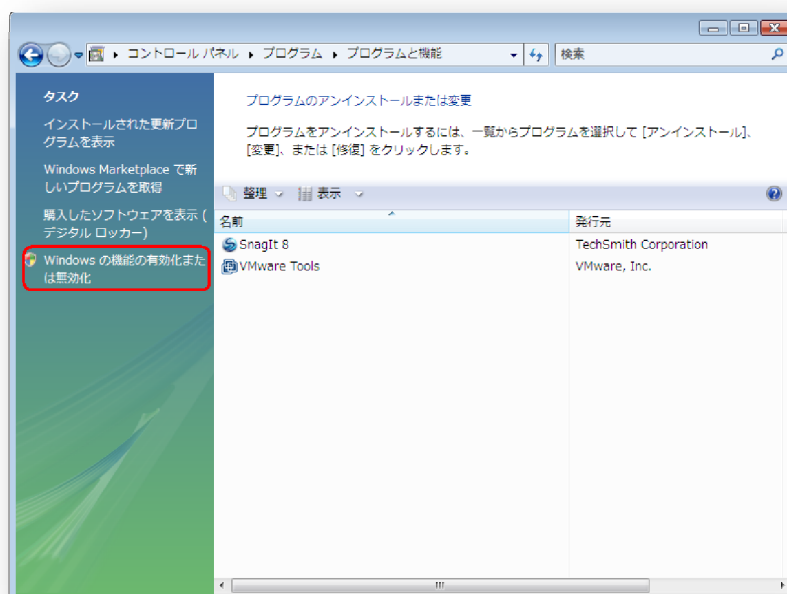 コントロール パネル ▸ プログラム ▸ プログラムと機能
検索
タスク
インストールされた更新プロ
グラムを表示
Windows Marketplace で新
しいプログラムを取得
購入したソフトウェアを表示 (
デジタル ロッカー)
Windows の機能の有効化また
は無効化
プログラムのアンインストールまたは変更
プログラムをアンインストールするには、一覧からプログラムを選択して [アンインストール]、
[変更]、または [修復] をクリックします。
整理 表示
名前 発行元
SnagIt 8 TechSmith Corporation
VMware Tools VMware, Inc.